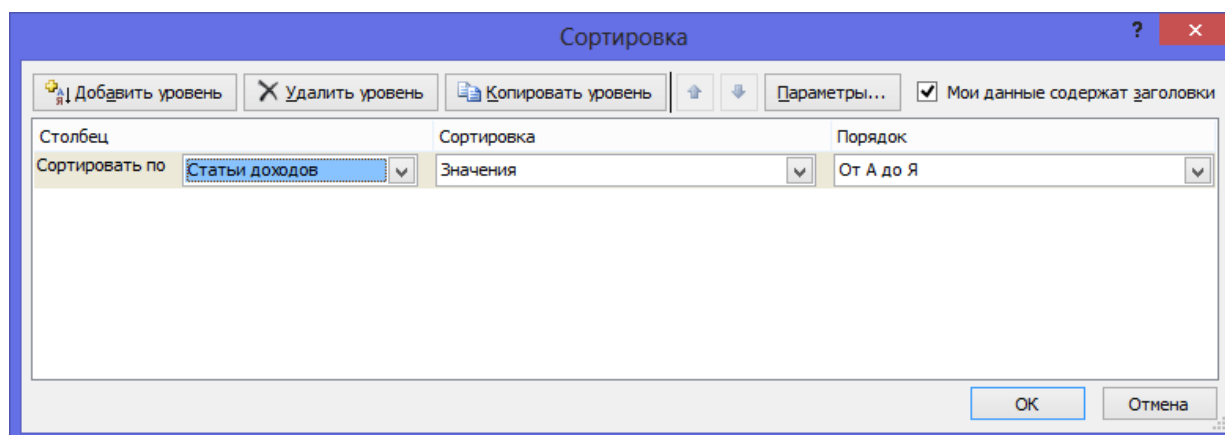 Сортировка
?
Добавить уровень Удалить уровень Копировать уровень Параметры... Мои данные содержат заголовки
Столбец Сортировка Порядок
Сортировать по Статьи доходов Значения От А до Я
ОК Отмена